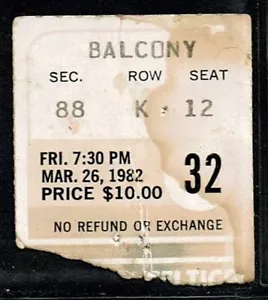 BALCONY
SEC. ROW SEAT
88 K · 12
FRI. 7:30 PM
MAR. 26, 1982 32
PRICE $10.00
NO REFUND OR EXCHANGE